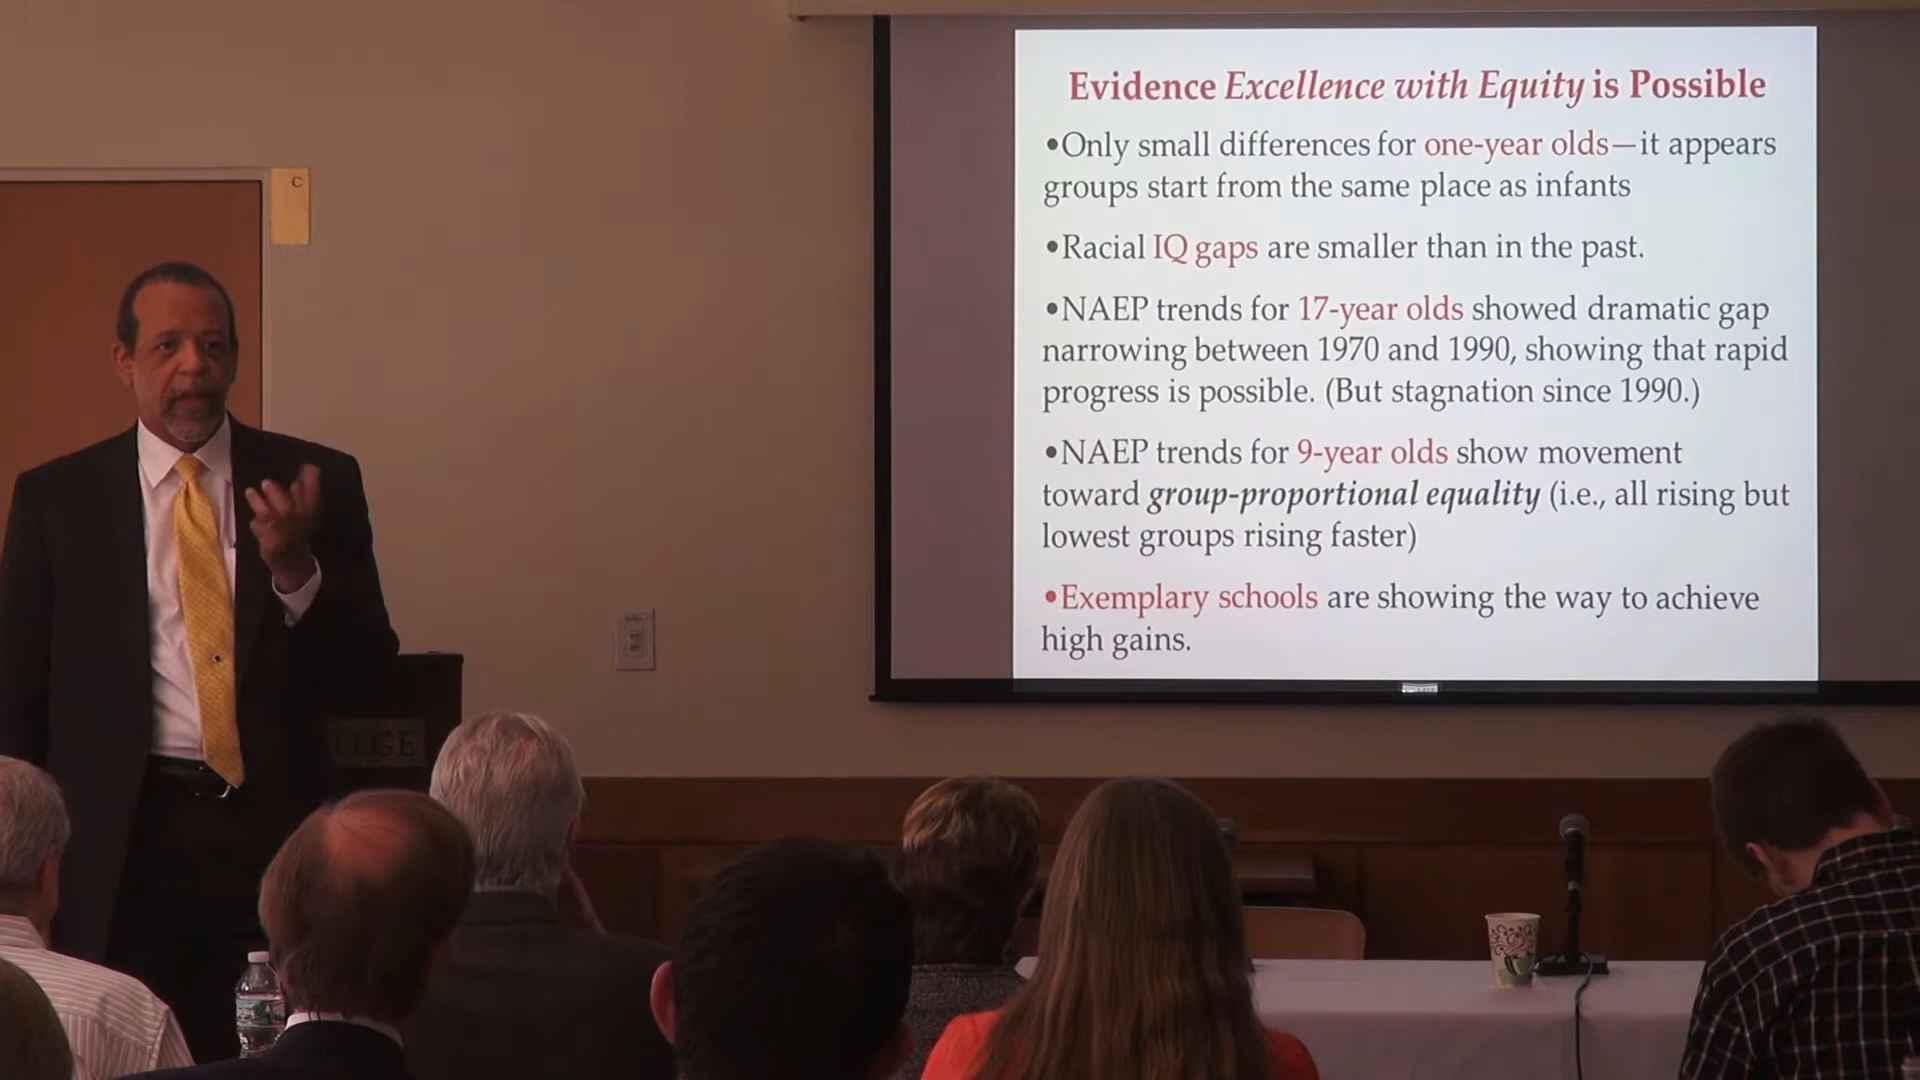 Evidence Excellence with Equity is Possible
•Only small differences for one-year olds—it appears
groups start from the same place as infants
•Racial IQ gaps are smaller than in the past.
•NAEP trends for 17-year olds showed dramatic gap
narrowing between 1970 and 1990, showing that rapid
progress is possible. (But stagnation since 1990.)
•NAEP trends for 9-year olds show movement
toward group-proportional equality (i.e., all rising but
lowest groups rising faster)
•Exemplary schools are showing the way to achieve
high gains.
C
LEGE